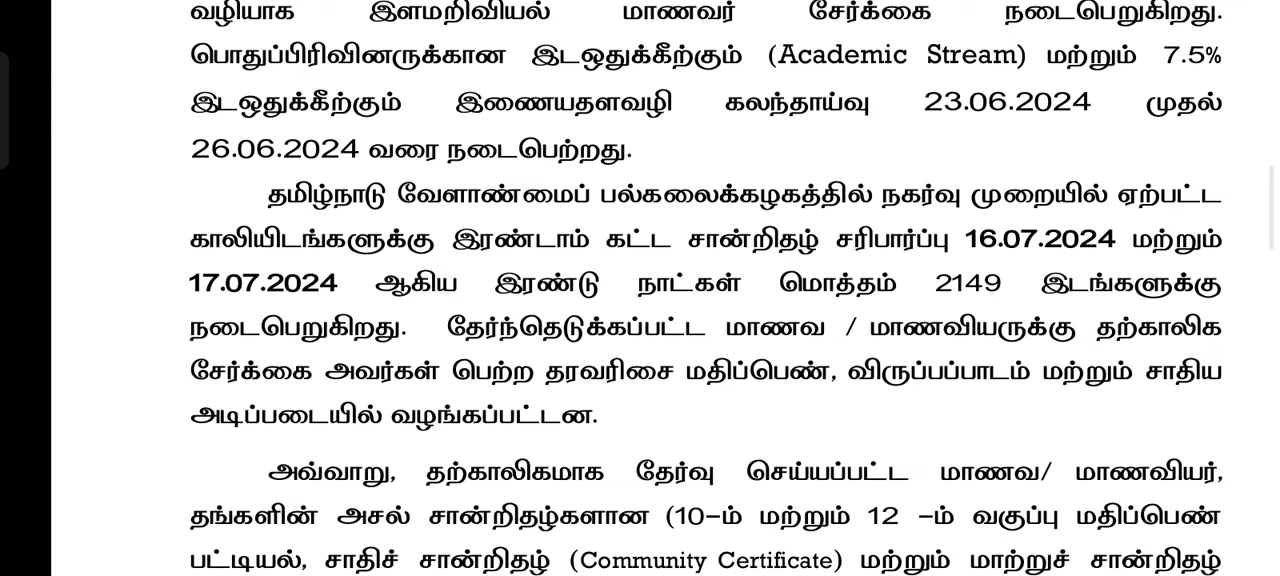 வழியாக இளமறிவியல் மாணவர் சேர்க்கை நடைபெறுகிறது.
பொதுப்பிரிவினருக்கான இடஒதுக்கீற்கும் (Academic Stream) மற்றும் 7.5%
இடஒதுக்கீற்கும் இணையதளவழி கலந்தாய்வு 23.06.2024 முதல்
26.06.2024 வரை நடைபெற்றது.
தமிழ்நாடு வேளாண்மைப் பல்கலைக்கழகத்தில் நகர்வு முறையில் ஏற்பட்ட
காலியிடங்களுக்கு இரண்டாம் கட்ட சான்றிதழ் சரிபார்ப்பு 16.07.2024 மற்றும்
17.07.2024 ஆகிய இரண்டு நாட்கள் மொத்தம் 2149 இடங்களுக்கு
நடைபெறுகிறது. தேர்ந்தெடுக்கப்பட்ட மாணவ / மாணவியருக்கு தற்காலிக
சேர்க்கை அவர்கள் பெற்ற தரவரிசை மதிப்பெண், விருப்பப்பாடம் மற்றும் சாதிய
அடிப்படையில் வழங்கப்பட்டன.
அவ்வாறு, தற்காலிகமாக தேர்வு செய்யப்பட்ட மாணவ/ மாணவியர்,
தங்களின் அசல் சான்றிதழ்களான (10-ம் மற்றும் 12 -ம் வகுப்பு மதிப்பெண்
பட்டியல், சாதிச் சான்றிதழ் (Community Certificate) மற்றும் மாற்றுச் சான்றிதழ்